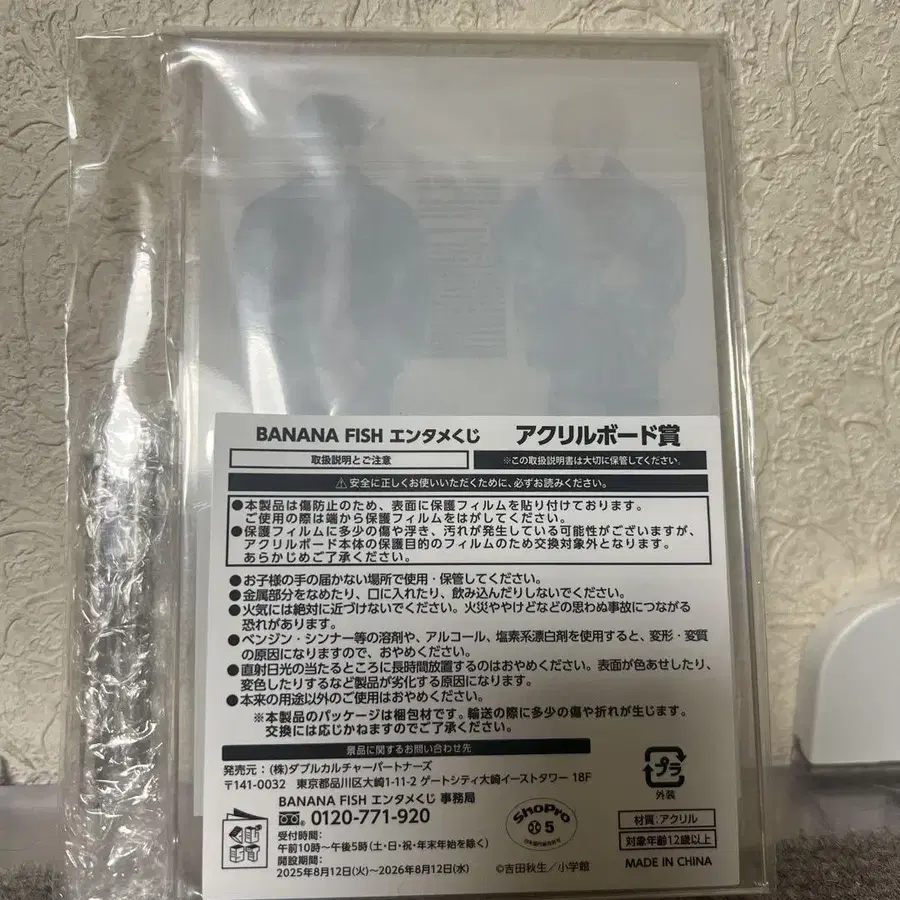 BANANA FISH エンタメくじ アクリルボード賞
取扱説明とご注意 ※この取扱説明書は大切に保管してください。
⚠安全に正しくお使いいただくために、必ずお読みください。
●本製品は傷防止のため、表面に保護フィルムを貼り付けております。
ご使用の際は端から保護フィルムをはがしてください。
●保護フィルムに多少の傷や浮き、汚れが発生している可能性がございますが、
アクリルボード本体の保護目的のフィルムのため交換対象外となります。
あらかじめご了承ください。
●お子様の手の届かない場所で使用・保管してください。
●金属部分をなめたり、口に入れたり、飲み込んだりしないでください。
●火気には絶対に近づけないでください。火災ややけどなどの思わぬ事故につながる
恐れがあります。
●ベンジン・シンナー等の溶剤や、アルコール、塩素系漂白剤を使用すると、変形・変質
の原因になりますので、おやめください。
●直射日光の当たるところに長時間放置するのはおやめください。表面が色あせしたり、
変色したりするなど製品が劣化する原因になります。
●本来の用途以外のご使用はおやめください。
※本製品のパッケージは梱包材です。輸送の際に多少の傷や折れが生じます。
交換には応じかねますのでご了承ください。
景品に関するお問い合わせ先
発売元:(株)ダブルカルチャーパートナーズ
〒141-0032 東京都品川区大崎1-11-2 ゲートシティ大崎イーストタワー 18F
BANANA FISH エンタメくじ 事務局
0120-771-920
受付時間:
午前10時〜午後5時(土・日・祝・年末年始を除く)
開設期間:
2025年8月12日(火)〜2026年8月12日(水)
ShoPro
5
©吉田秋生/小学館
プラ
外装
材質:アクリル
対象年齢12歳以上
MADE IN CHINA